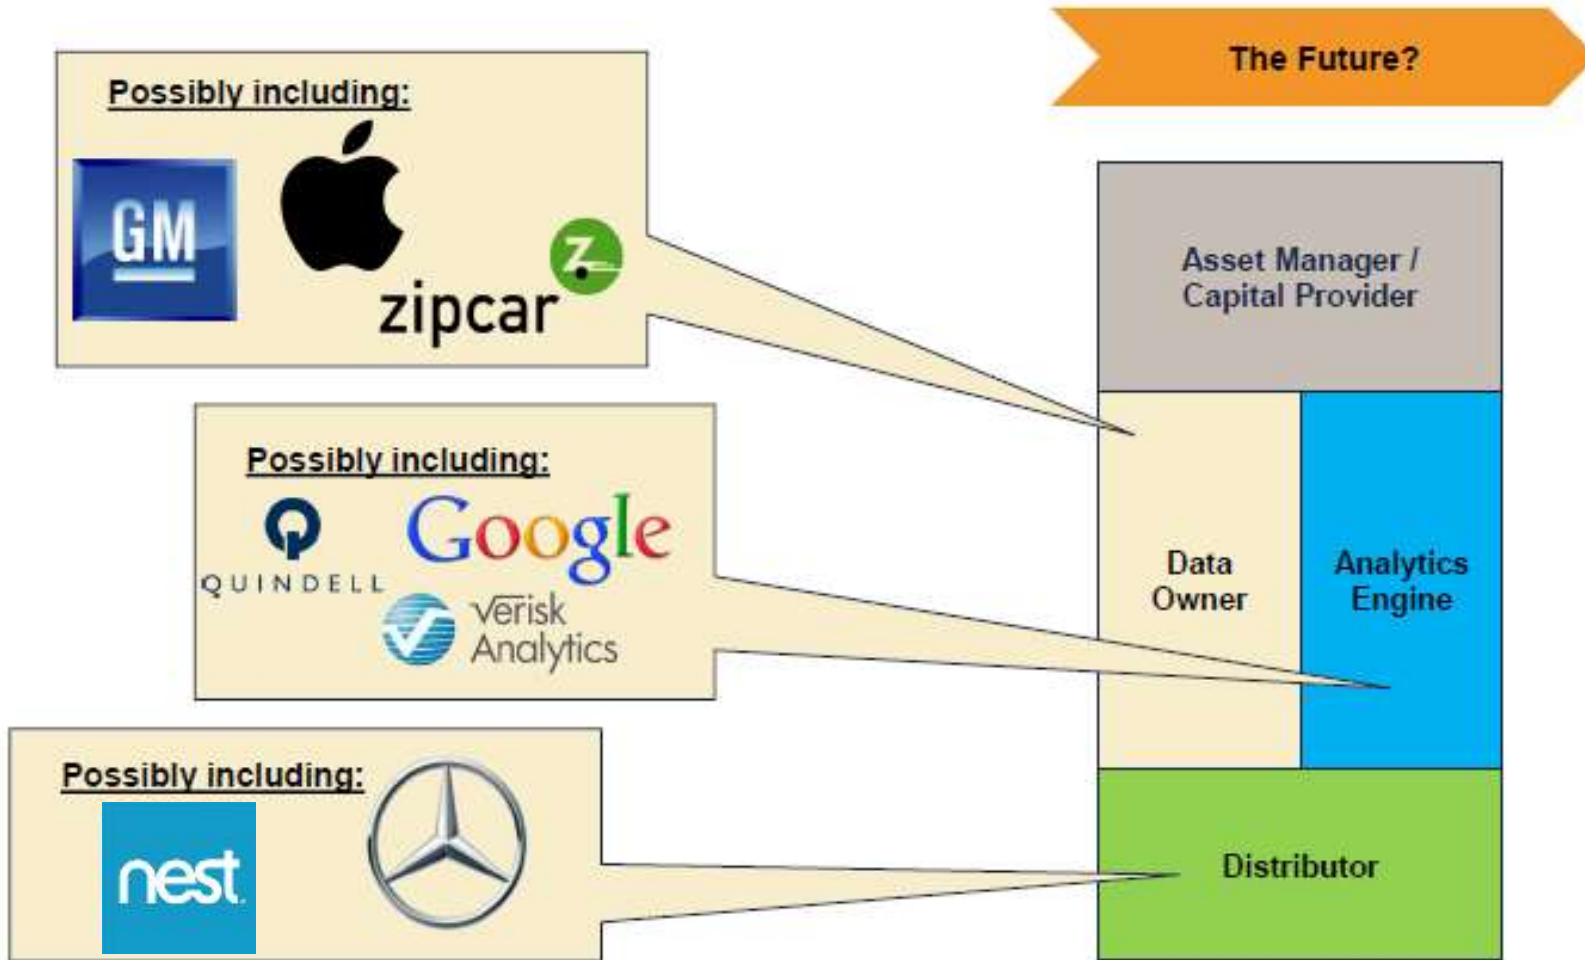 The Future?
Possibly including:
GM
zipcar
Z
Asset Manager /
Capital Provider
Possibly including:
QUINDELL
Google
Verisk
Analytics
Data
Owner
Analytics
Engine
Possibly including:
nest
Distributor